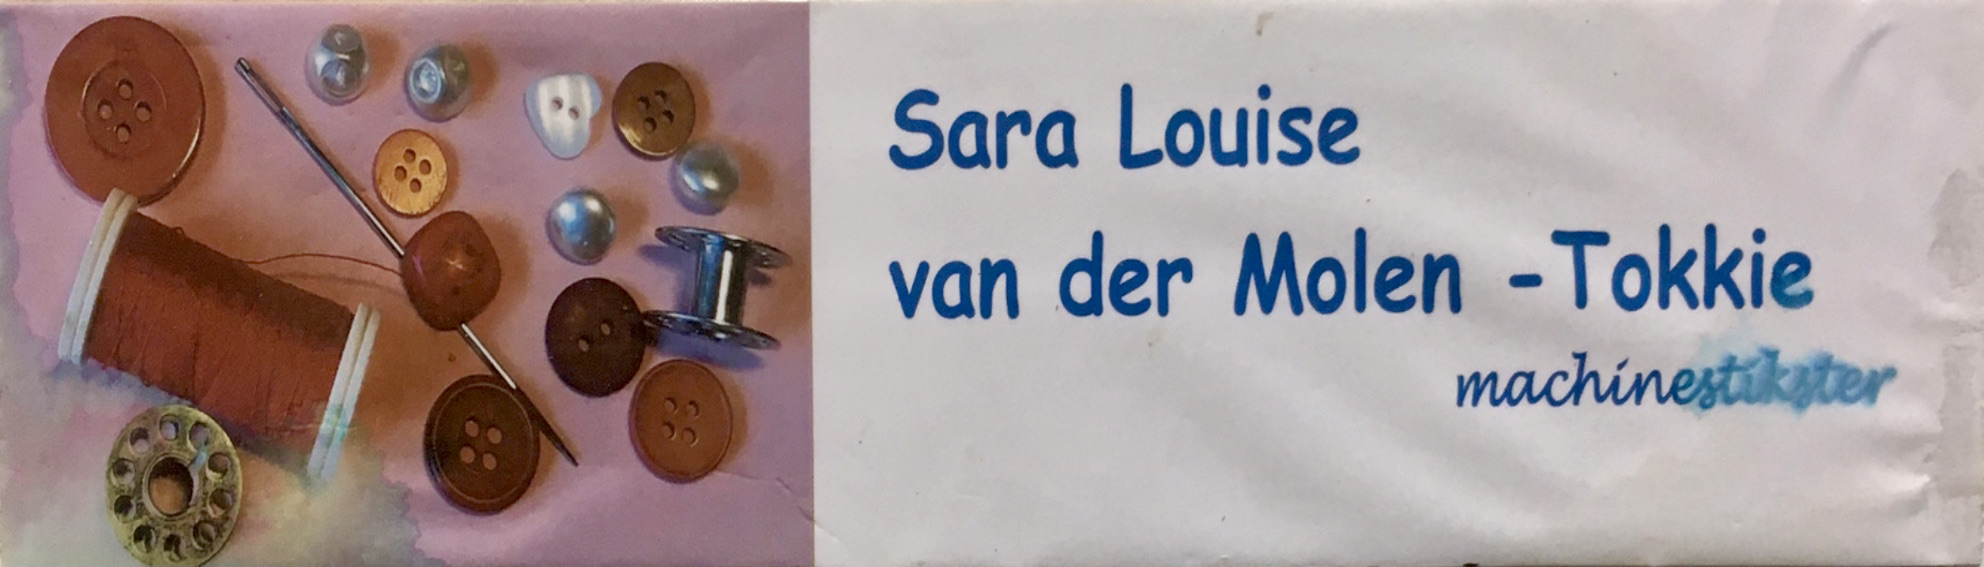 Sara Louise
van der Molen -Tokkie
machinestikster